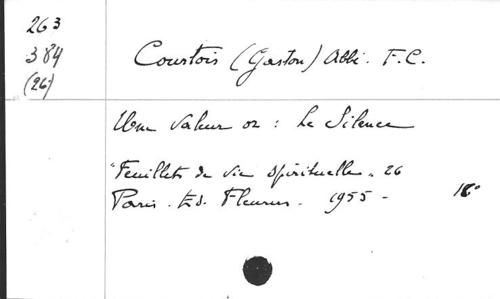 263
384
(26)
Courtois (Gaston) Abbé. F.C.
Une valeur or : Le Silence
"Feuillets de vie spirituelle" 26
Paris. Ed. Fleurus. 1955 - 16°